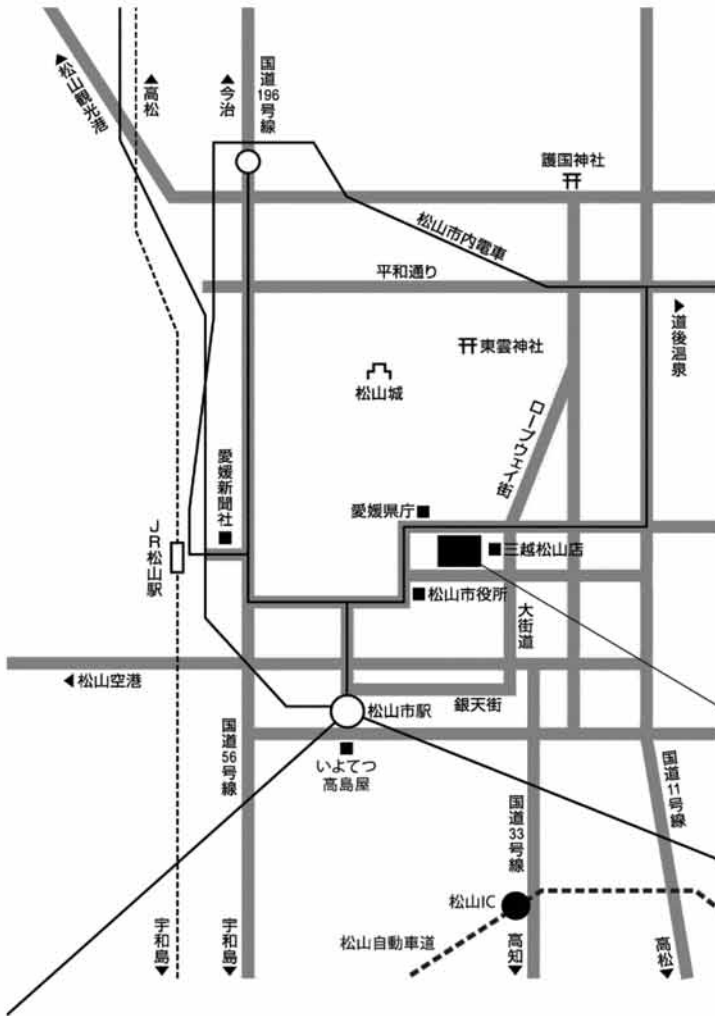 松山観光港
高松
今治
国道196号線
護国神社
松山市内電車
平和通り
道後温泉
東雲神社
松山城
ロープウェイ街
愛媛新聞社
愛媛県庁
JR松山駅
三越松山店
松山市役所
大街道
松山空港
銀天街
松山市駅
国道56号線
いよてつ
高島屋
国道33号線
国道11号線
松山IC
松山自動車道
宇和島
宇和島
高知
高松